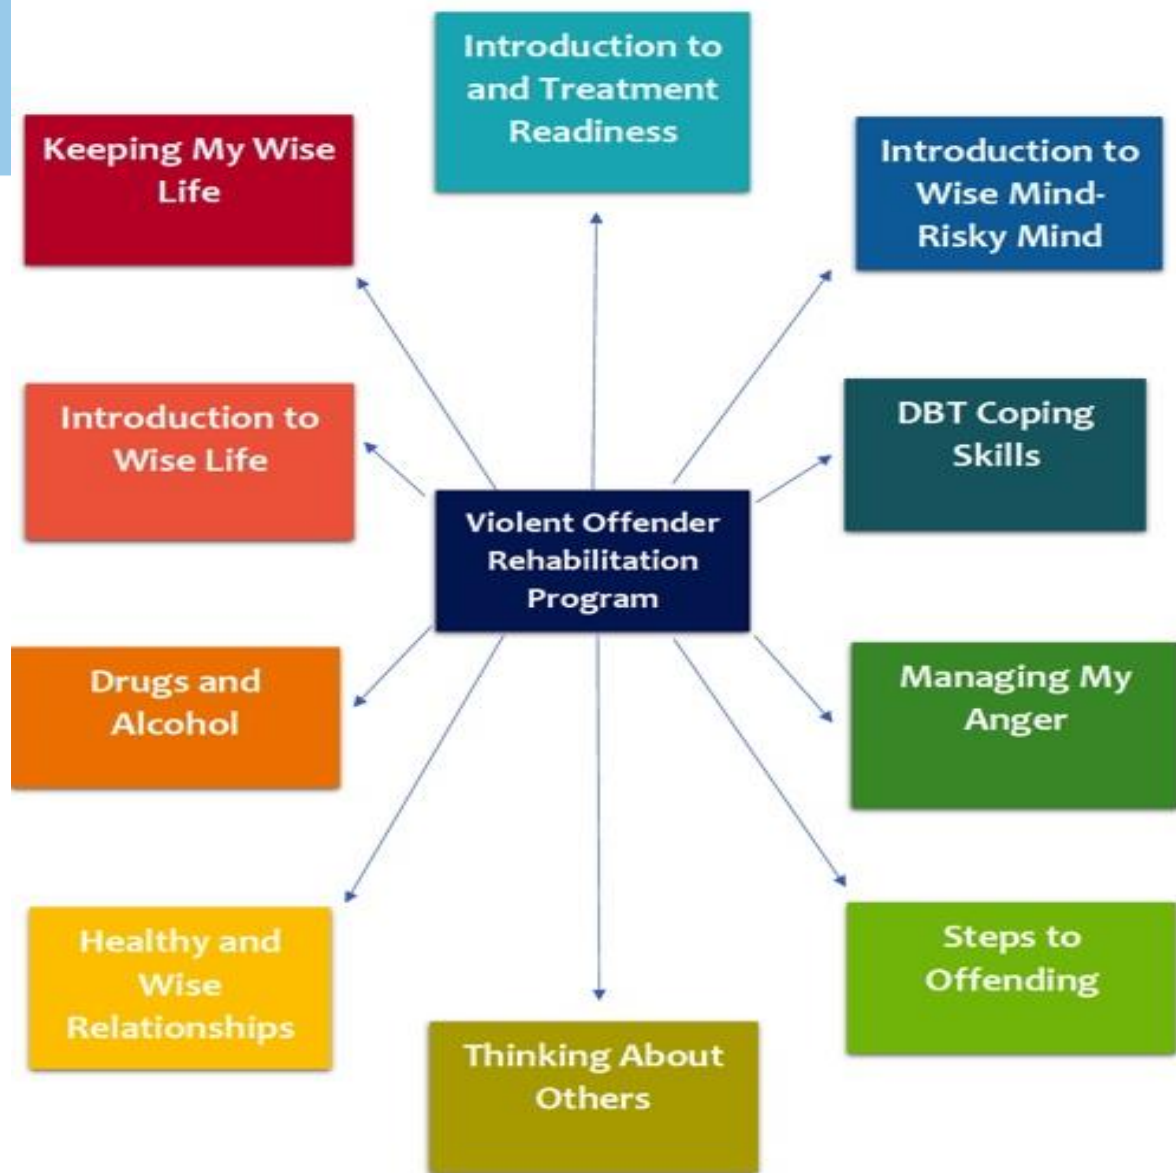 Introduction to
and Treatment
Readiness
Keeping My Wise
Life
Introduction to
Wise Mind-
Risky Mind
Introduction to
Wise Life
DBT Coping
Skills
Violent Offender
Rehabilitation
Program
Drugs and
Alcohol
Managing My
Anger
Healthy and
Wise
Relationships
Steps to
Offending
Thinking About
Others